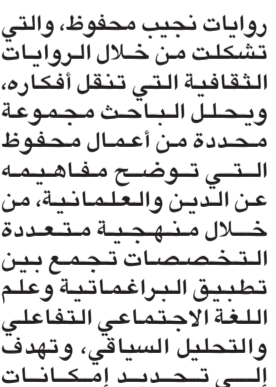 روايات نجيب محفوظ، والتي
تشكلت من خلال الروايات
الثقافية التي تنقل أفكاره،
ويحلل الباحث مجموعة
محددة من أعمال محفوظ
التي توضح مفاهيمه
عن الدين والعلمانية، من
خلال منهجية متعددة
التخصصات تجمع بين
تطبيق البراغماتية وعلم
اللغة الاجتماعي التفاعلي
والتحليل السياقي، وتهدف
إلى تحديد إمكانات